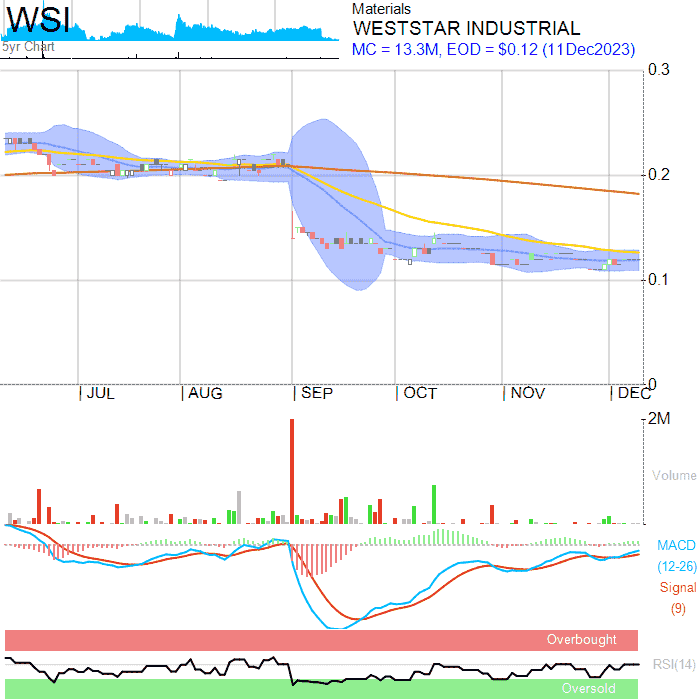 WSI
5yr Chart
Materials
WESTSTAR INDUSTRIAL
MC = 13.3M, EOD = $0.12 (11Dec2023)
0.3
0.2
0.1
0
JUL
AUG
SEP
OCT
NOV
DEC
2M
Volume
MACD
(12-26)
Signal
(9)
Overbought
RSI(14)
Oversold